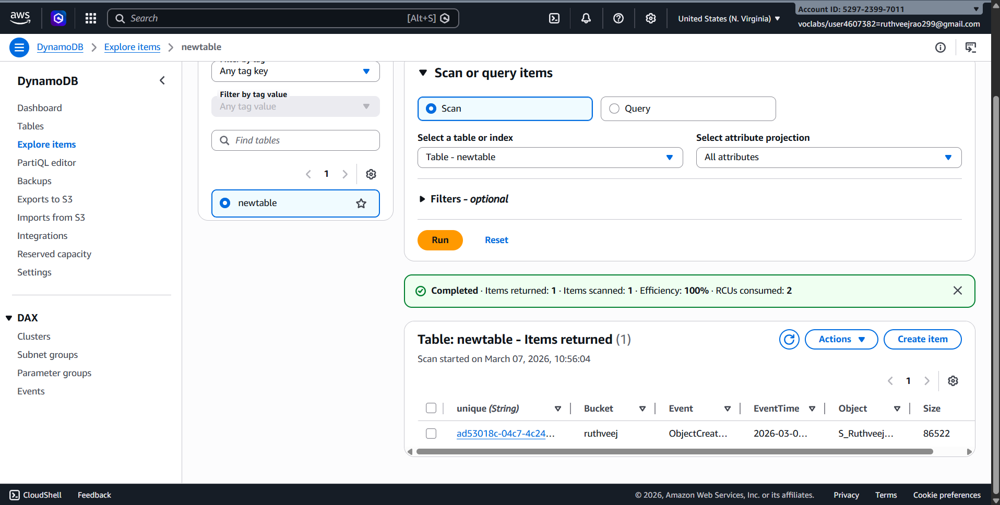 aws
Search
[Alt+S]
United States (N. Virginia)
Account ID: 5297-2399-7011
voclabs/user4607382=ruthveejrao299@gmail.com
DynamoDB
Explore items
newtable
DynamoDB
Dashboard
Tables
Explore items
PartiQL editor
Backups
Exports to S3
Imports from S3
Integrations
Reserved capacity
Settings
DAX
Clusters
Subnet groups
Parameter groups
Events
Filter by tag
Any tag key
Filter by tag value
Any tag value
Find tables
1
newtable
Scan or query items
Scan
Query
Select a table or index
Select attribute projection
Table - newtable
All attributes
Filters - optional
Run
Reset
Completed · Items returned: 1 · Items scanned: 1 · Efficiency: 100% · RCUs consumed: 2
Table: newtable - Items returned (1)
Actions
Create item
Scan started on March 07, 2026, 10:56:04
1
unique (String) Bucket Event EventTime Object Size
ad53018c-04c7-4c24... ruthveej ObjectCreat... 2026-03-0... S_Ruthveej... 86522
CloudShell
Feedback
© 2026, Amazon Web Services, Inc. or its affiliates.
Privacy
Terms
Cookie preferences